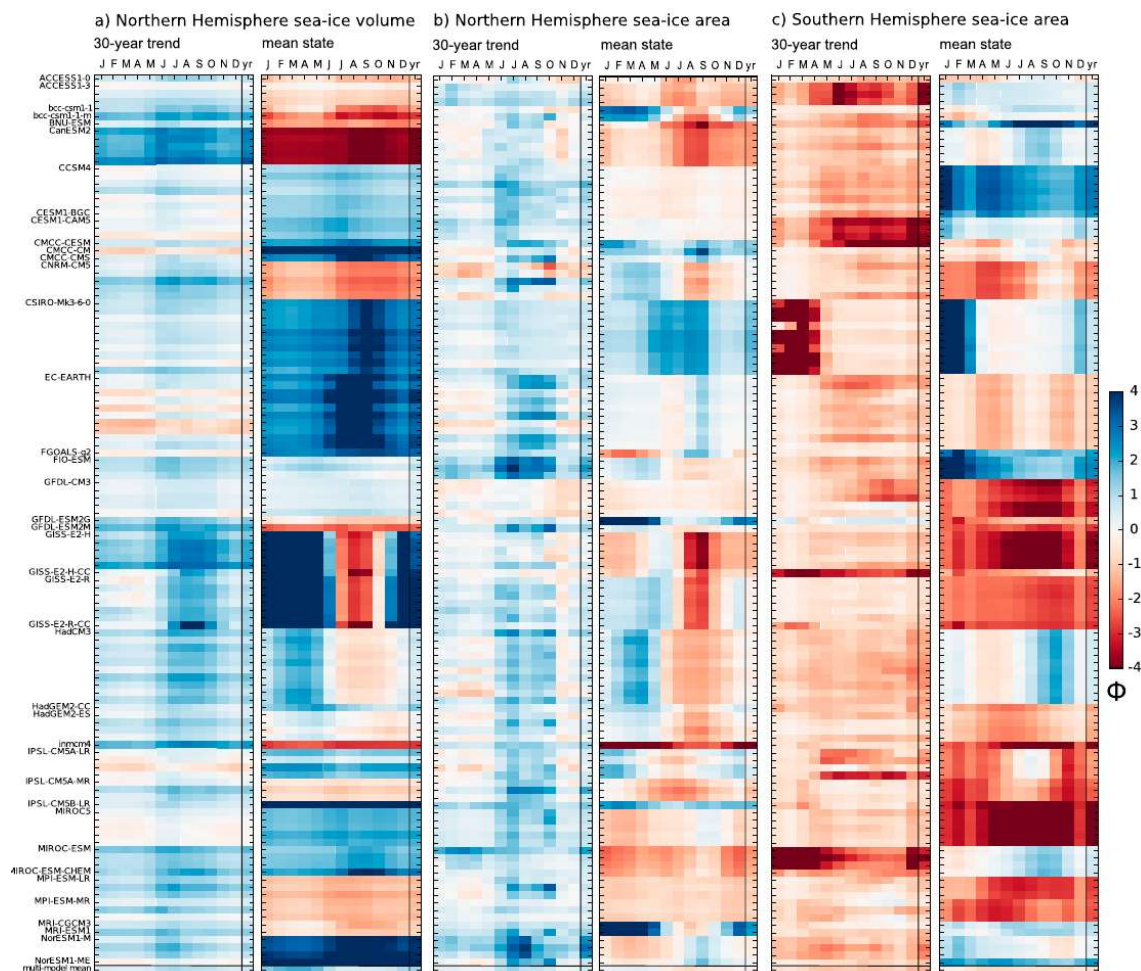 a) Northern Hemisphere sea-ice volume
b) Northern Hemisphere sea-ice area
c) Southern Hemisphere sea-ice area
30-year trend
mean state
30-year trend
mean state
30-year trend
mean state
J F M A M J J A S O N D yr
J F M A M J J A S O N D yr
J F M A M J J A S O N D yr
J F M A M J J A S O N D yr
J F M A M J J A S O N D yr
J F M A M J J A S O N D yr
ACCESS1-0
ACCESS1-3
bcc-csm1-1
bcc-csm1-1-m
BNU-ESM
CanESM2
CCSM4
CESM1-BGC
CESM1-CAM5
CMCC-CESM
CMCC-CM
CMCC-CMS
CNRM-CM5
CSIRO-Mk3-6-0
EC-EARTH
FGOALS-g2
FIO-ESM
GFDL-CM3
GFDL-ESM2G
GFDL-ESM2M
GISS-E2-H
GISS-E2-H-CC
GISS-E2-R
GISS-E2-R-CC
HadCM3
HadGEM2-CC
HadGEM2-ES
inmcm4
IPSL-CM5A-LR
IPSL-CM5A-MR
IPSL-CM5B-LR
MIROC5
MIROC-ESM
MIROC-ESM-CHEM
MPI-ESM-LR
MPI-ESM-MR
MRI-CGCM3
MRI-ESM1
NorESM1-M
NorESM1-ME
multi-model mean
4
3
2
1
0
-1
-2
-3
-4
Φ